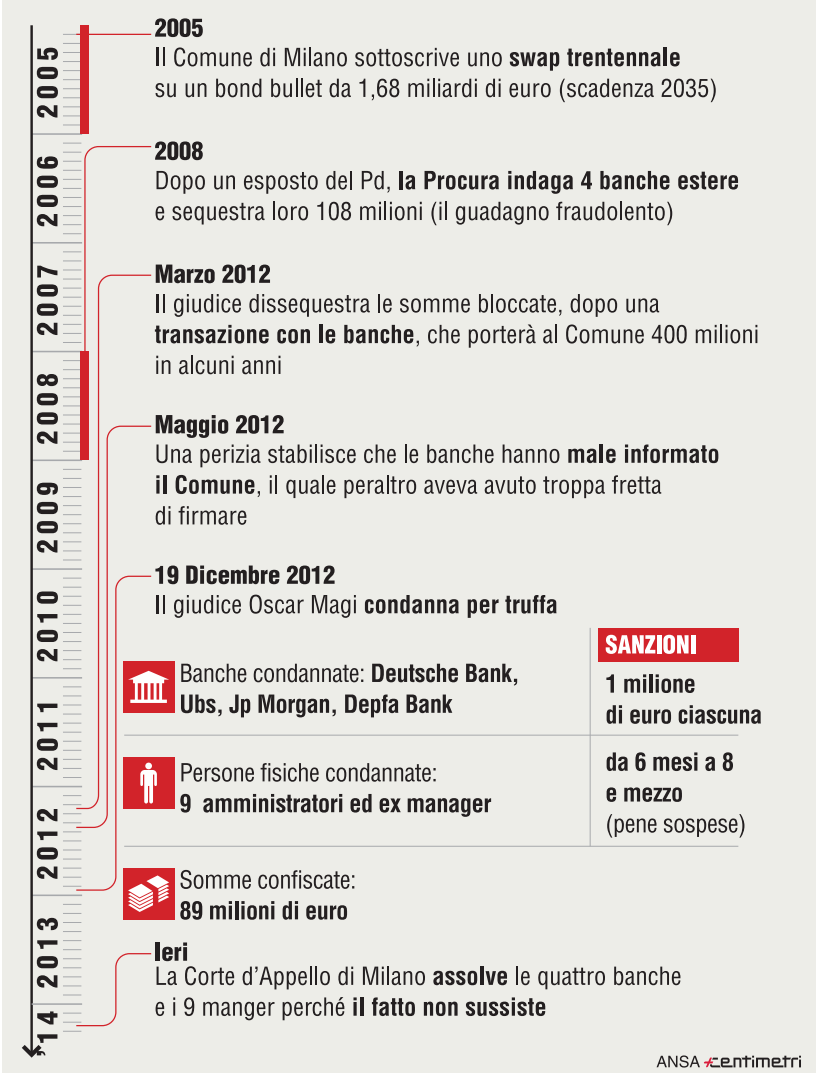 2005
Il Comune di Milano sottoscrive uno swap trentennale
su un bond bullet da 1,68 miliardi di euro (scadenza 2035)
2008
Dopo un esposto del Pd, la Procura indaga 4 banche estere
e sequestra loro 108 milioni (il guadagno fraudolento)
Marzo 2012
Il giudice dissequestra le somme bloccate, dopo una
transazione con le banche, che porterà al Comune 400 milioni
in alcuni anni
Maggio 2012
Una perizia stabilisce che le banche hanno male informato
il Comune, il quale peraltro aveva avuto troppa fretta
di firmare
19 Dicembre 2012
Il giudice Oscar Magi condanna per truffa
SANZIONI
Banche condannate: Deutsche Bank,
Ubs, Jp Morgan, Depfa Bank
1 milione
di euro ciascuna
Persone fisiche condannate:
9 amministratori ed ex manager
da 6 mesi a 8
e mezzo
(pene sospese)
Somme confiscate:
89 milioni di euro
Ieri
La Corte d'Appello di Milano assolve le quattro banche
e i 9 manger perché il fatto non sussiste
2005
2006
2007
2008
2009
2010
2011
2012
2013
'14
ANSA centimetri